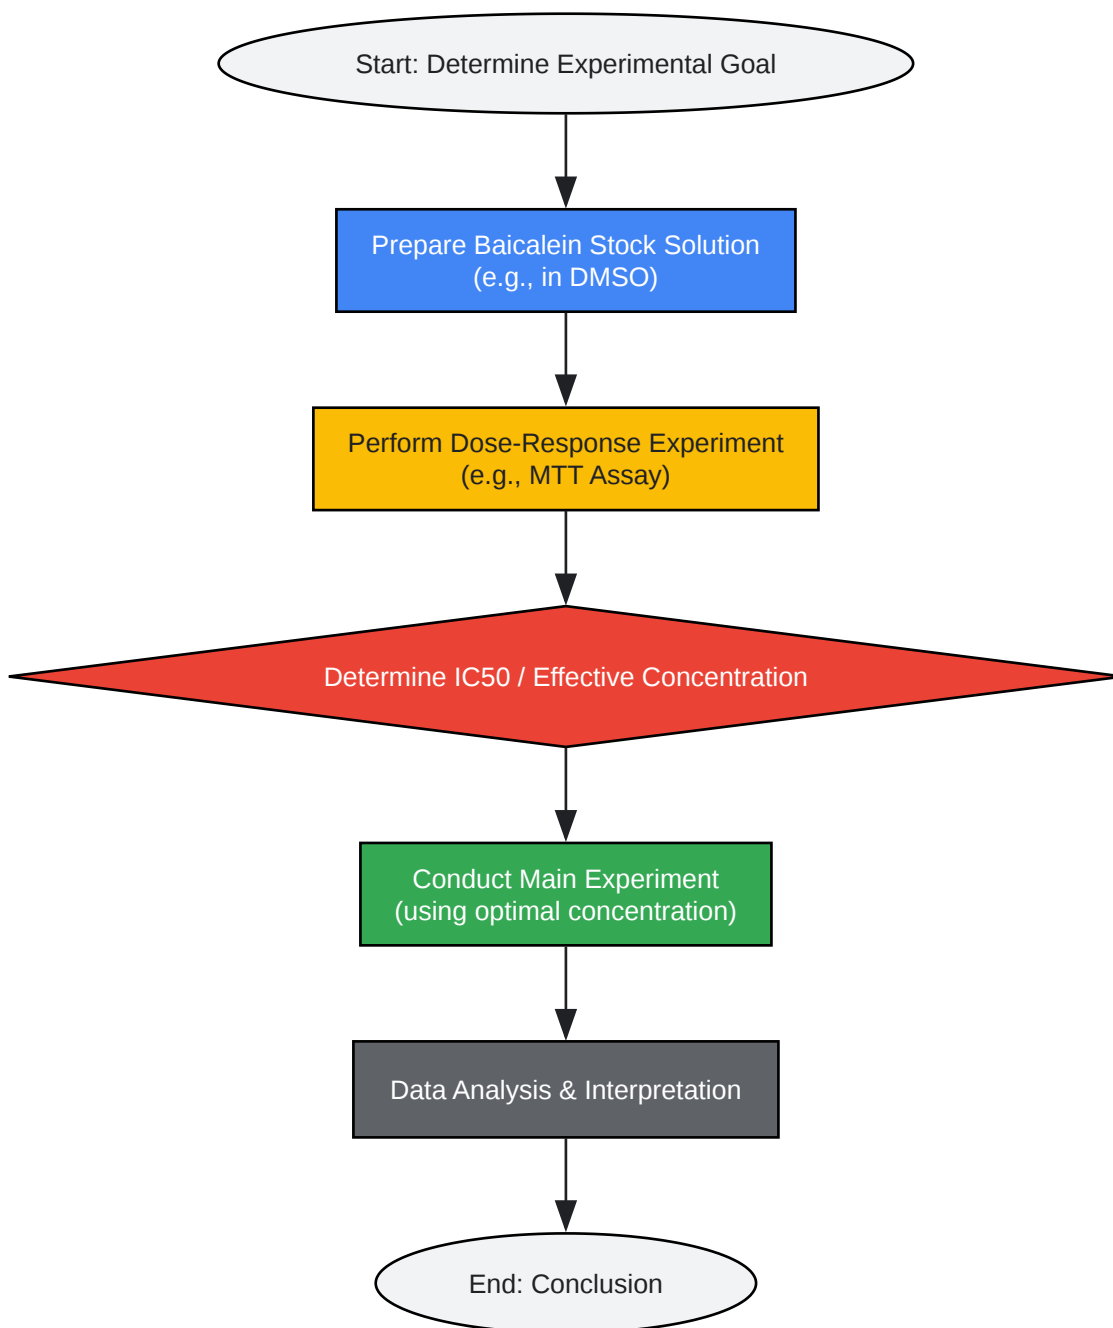 Start: Determine Experimental Goal
Prepare Baicalein Stock Solution
(e.g., in DMSO)
Perform Dose-Response Experiment
(e.g., MTT Assay)
Determine IC50 / Effective Concentration
Conduct Main Experiment
(using optimal concentration)
Data Analysis & Interpretation
End: Conclusion